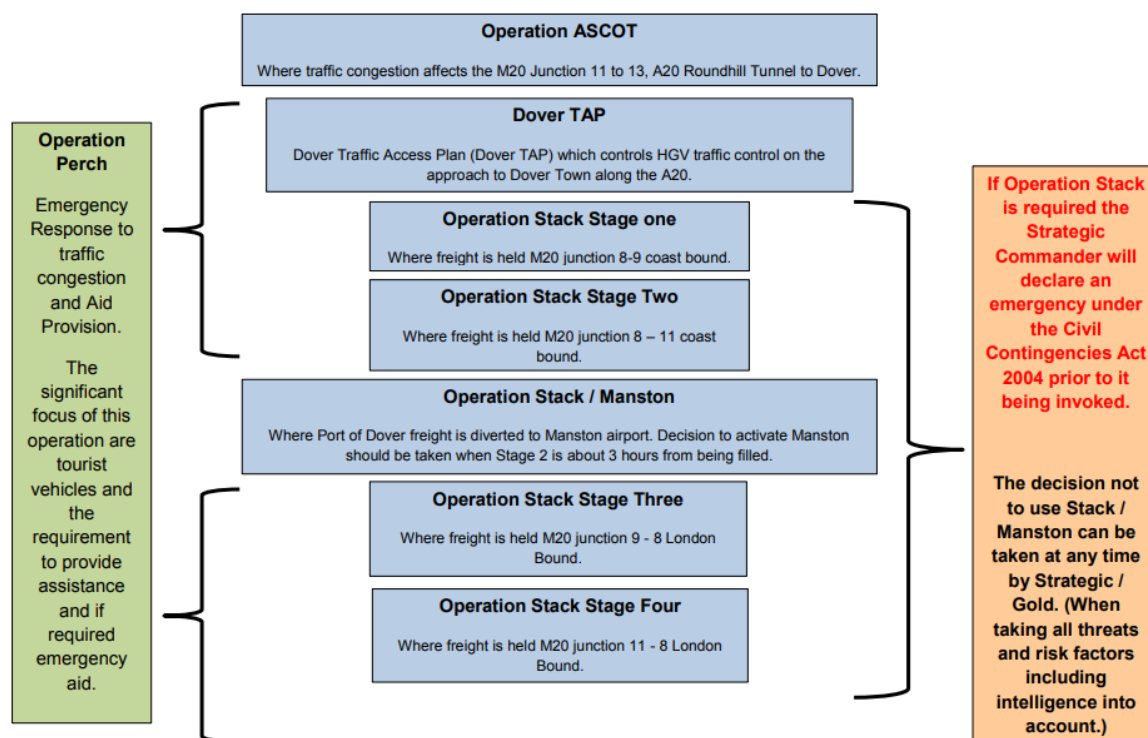 Operation ASCOT
Where traffic congestion affects the M20 Junction 11 to 13, A20 Roundhill Tunnel to Dover.
Operation
Perch
Emergency
Response to
traffic
congestion
and Aid
Provision.
The
significant
focus of this
operation are
tourist
vehicles and
the
requirement
to provide
assistance
and if
required
emergency
aid.
Dover TAP
Dover Traffic Access Plan (Dover TAP) which controls HGV traffic control on the
approach to Dover Town along the A20.
Operation Stack Stage one
Where freight is held M20 junction 8-9 coast bound.
Operation Stack Stage Two
Where freight is held M20 junction 8 – 11 coast
bound.
Operation Stack / Manston
Where Port of Dover freight is diverted to Manston airport. Decision to activate Manston
should be taken when Stage 2 is about 3 hours from being filled.
Operation Stack Stage Three
Where freight is held M20 junction 9 - 8 London
Bound.
Operation Stack Stage Four
Where freight is held M20 junction 11 - 8 London
Bound.
If Operation Stack
is required the
Strategic
Commander will
declare an
emergency under
the Civil
Contingencies Act
2004 prior to it
being invoked.
The decision not
to use Stack /
Manston can be
taken at any time
by Strategic /
Gold. (When
taking all threats
and risk factors
including
intelligence into
account.)